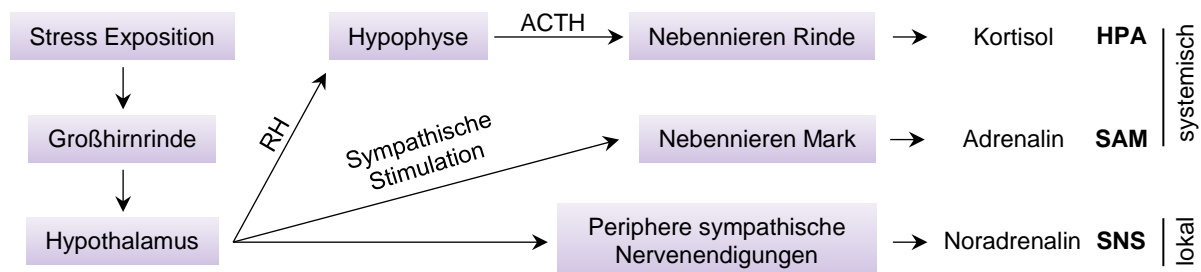 Stress Exposition
Hypophyse
ACTH
Nebennieren Rinde
Kortisol
HPA
systemisch
Großhirnrinde
RH
Sympathische
Stimulation
Nebennieren Mark
Adrenalin
SAM
Hypothalamus
Periphere sympathische
Nervenendigungen
Noradrenalin
SNS
lokal